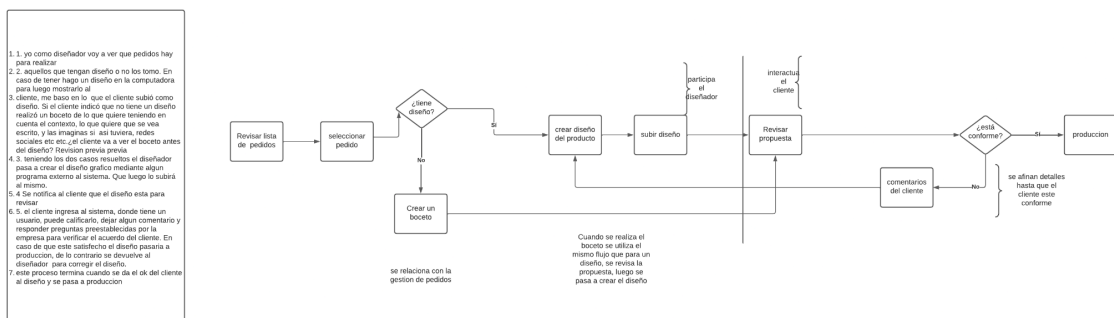 1. 1. yo como diseñador voy a ver que pedidos hay
para realizar
2. 2. aquellos que tengan diseño o no los tomo. En
caso de tener hago un diseño en la computadora
para luego mostrarlo al
3. cliente, me baso en lo que el cliente subió como
diseño. Si el cliente indicó que no tiene un diseño
realizó un boceto de lo que quiere teniendo en
cuenta el contexto, lo que quiere que se vea
escrito, y las imaginas si asi tuviera, redes
sociales etc etc.¿el cliente va a ver el boceto antes
del diseño? Revision previa previa
4. 3. teniendo los dos casos resueltos el diseñador
pasa a crear el diseño grafico mediante algun
programa externo al sistema. Que luego lo subirá
al mismo.
5. 4 Se notifica al cliente que el diseño esta para
revisar
6. 5. el cliente ingresa al sistema, donde tiene un
usuario, puede calificarlo, dejar algun comentario y
responder preguntas preestablecidas por la
empresa para verificar el acuerdo del cliente. En
caso de que este satisfecho el diseño pasaria a
produccion, de lo contrario se devuelve al
diseñador para corregir el diseño.
7. este proceso termina cuando se da el ok del cliente
al diseño y se pasa a produccion
Revisar lista
de pedidos
seleccionar
pedido
¿tiene
diseño?
Si
No
Crear un
boceto
se relaciona con la
gestion de pedidos
crear diseño
del producto
subir diseño
participa
el
diseñador
interactua
el
cliente
Revisar
propuesta
¿está
conforme?
Si
produccion
No
comentarios
del cliente
se afinan detalles
hasta que el
cliente este
conforme
Cuando se realiza el
boceto se utiliza el
mismo flujo que para un
diseño, se revisa la
propuesta, luego se
pasa a crear el diseño